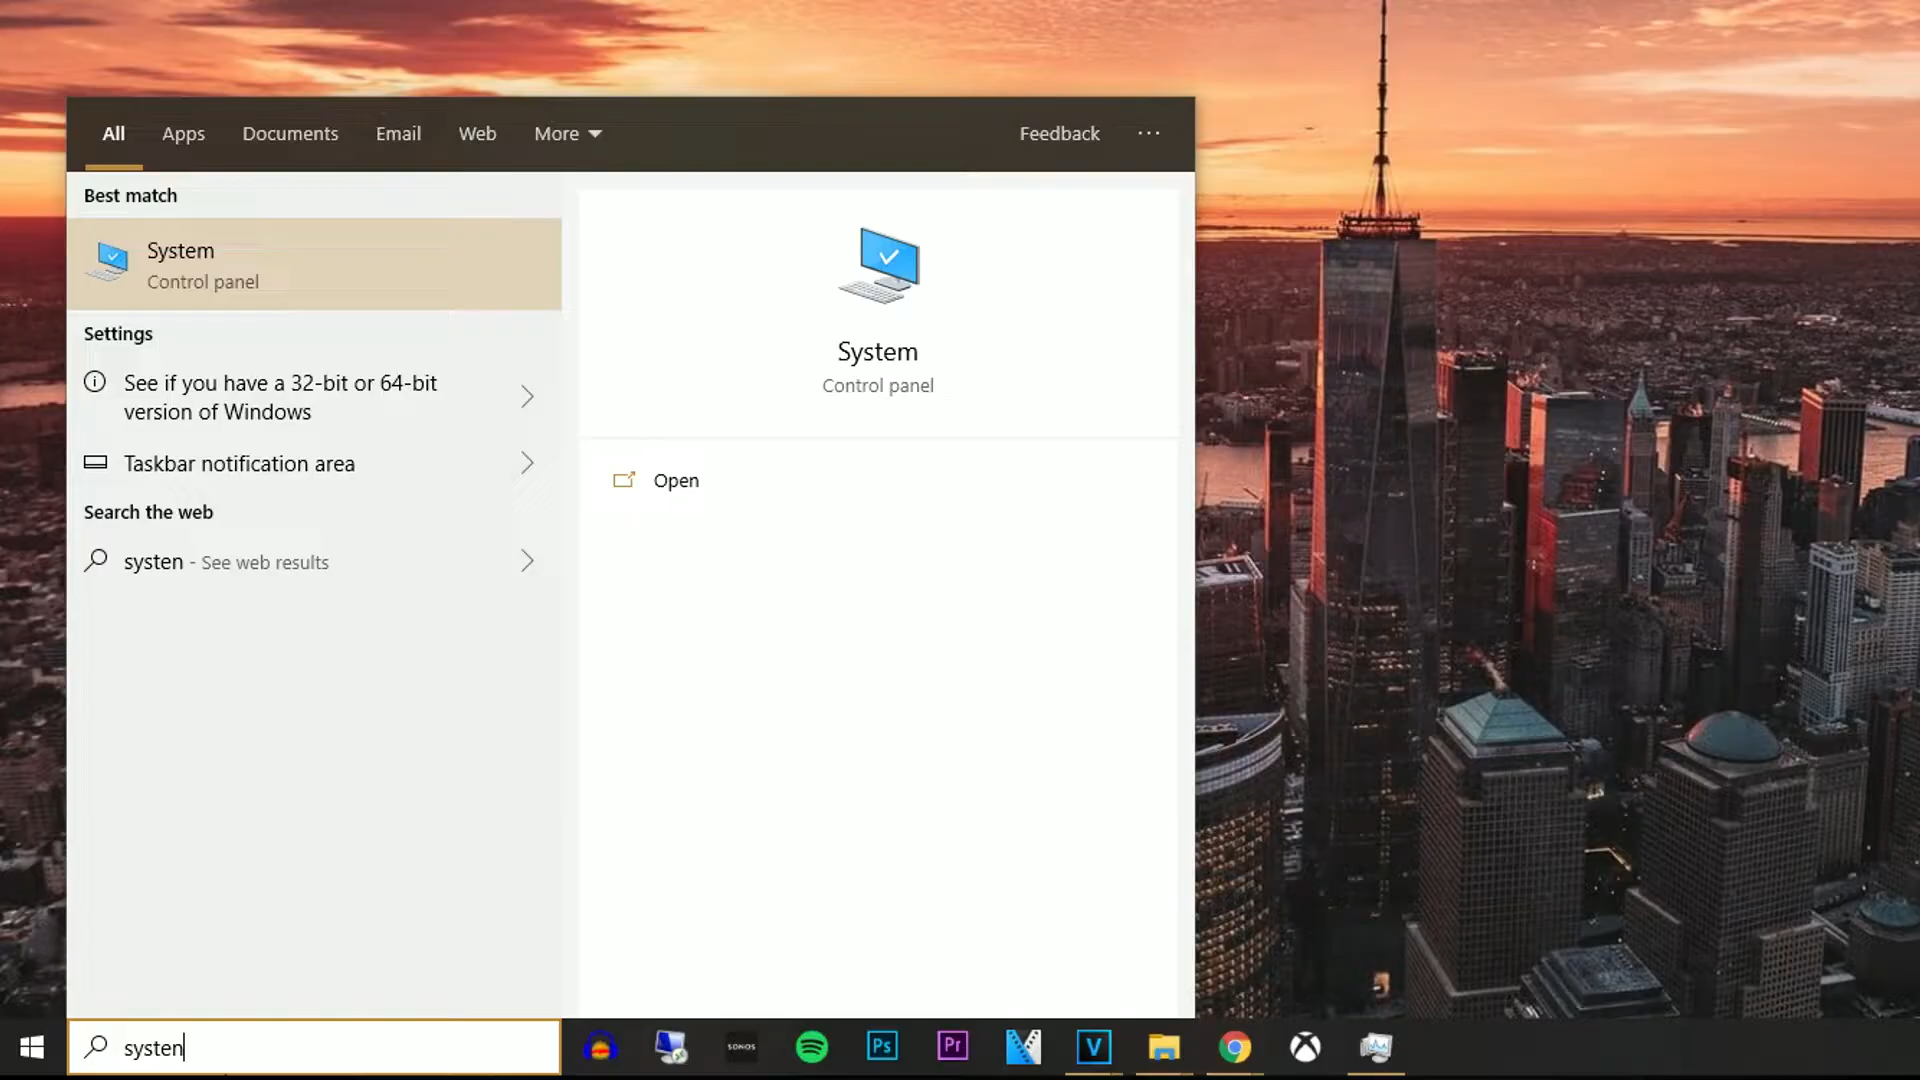 All Apps Documents Email Web More Feedback ...
Best match
System
Control panel
Settings
See if you have a 32-bit or 64-bit
version of Windows
Taskbar notification area
Search the web
systen - See web results
System
Control panel
Open
systen
SONOS
Ps
Pr
V